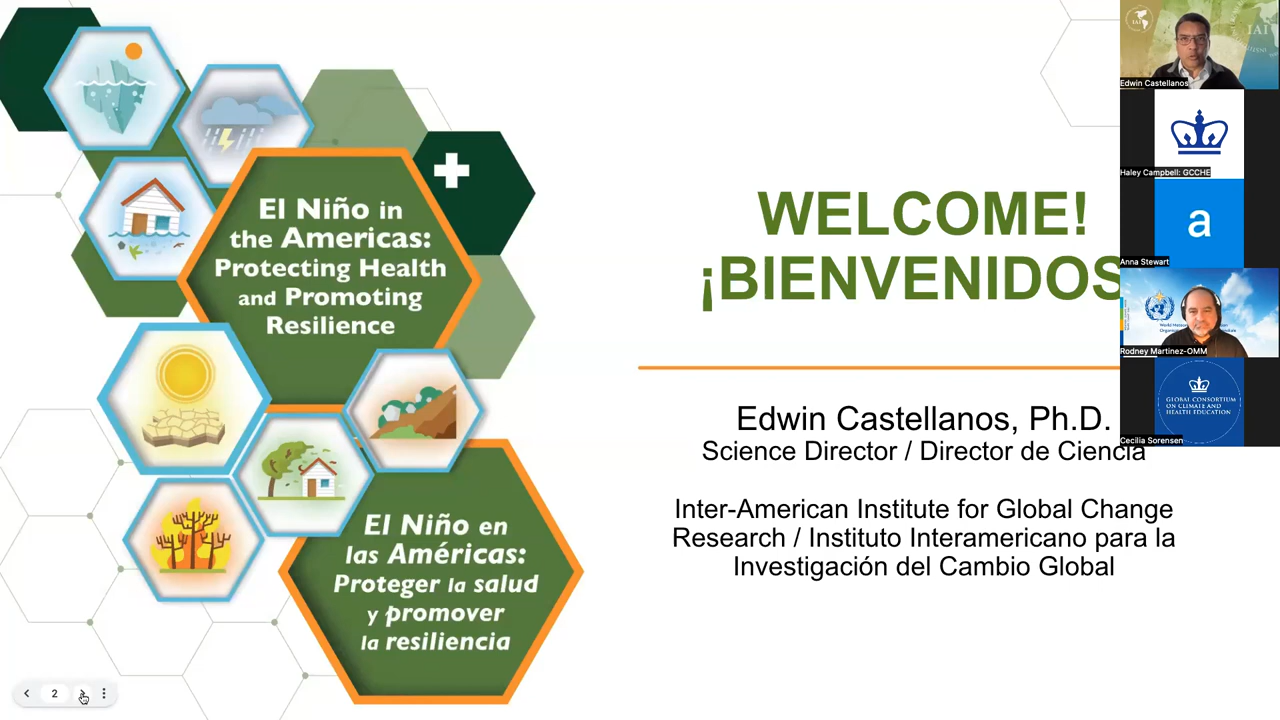 El Niño in
the Americas:
Protecting Health
and Promoting
Resilience
El Niño en
las Américas:
Proteger la salud
y promover
la resiliencia
WELCOME!
¡BIENVENIDOS
Edwin Castellanos, Ph.D.
Science Director / Director de Ciencia
Inter-American Institute for Global Change
Research / Instituto Interamericano para la
Investigación del Cambio Global
IAI
IAI
Edwin Castellanos
Haley Campbell: GCCHE
a
Anna Stewart
Rodney Martinez-OMM
GLOBAL CONSORTIUM
ON CLIMATE AND
HEALTH EDUCATION
Cecilia Sorensen
2